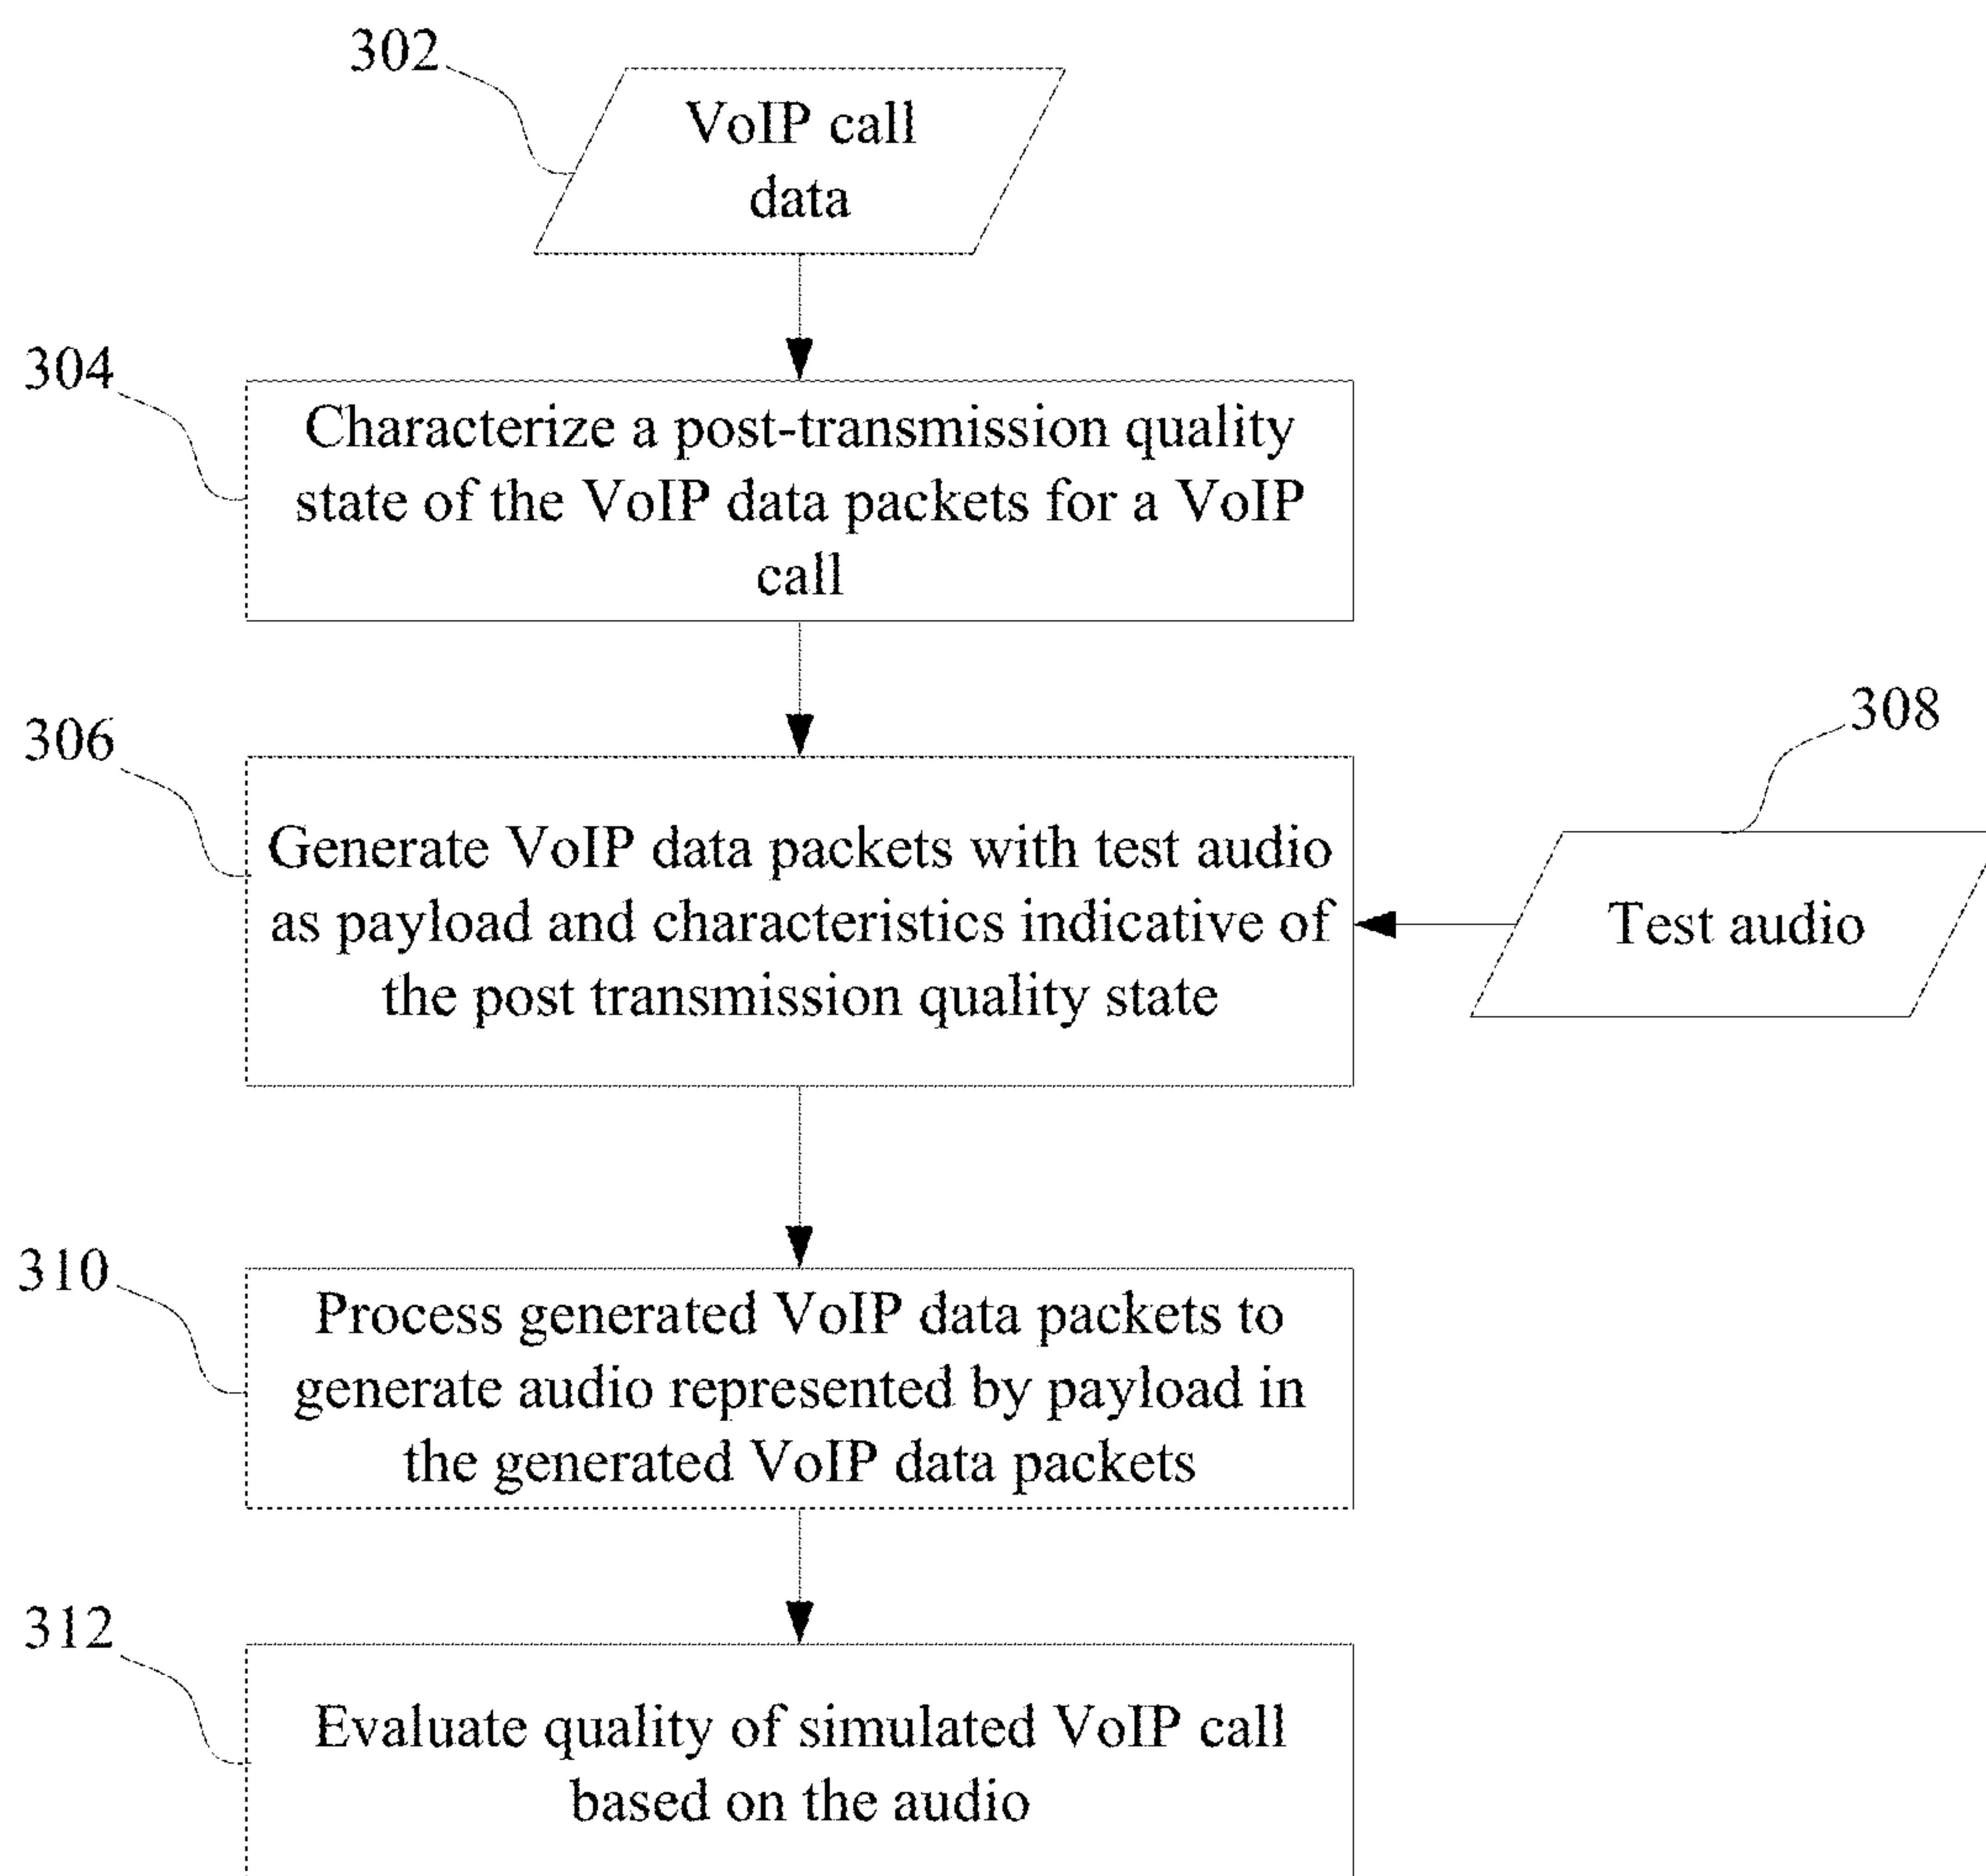 302
VoIP call
data
304
Characterize a post-transmission quality
state of the VoIP data packets for a VoIP
call
306
308
Generate VoIP data packets with test audio
as payload and characteristics indicative of
the post transmission quality state
Test audio
310
Process generated VoIP data packets to
generate audio represented by payload in
the generated VoIP data packets
312
Evaluate quality of simulated VoIP call
based on the audio